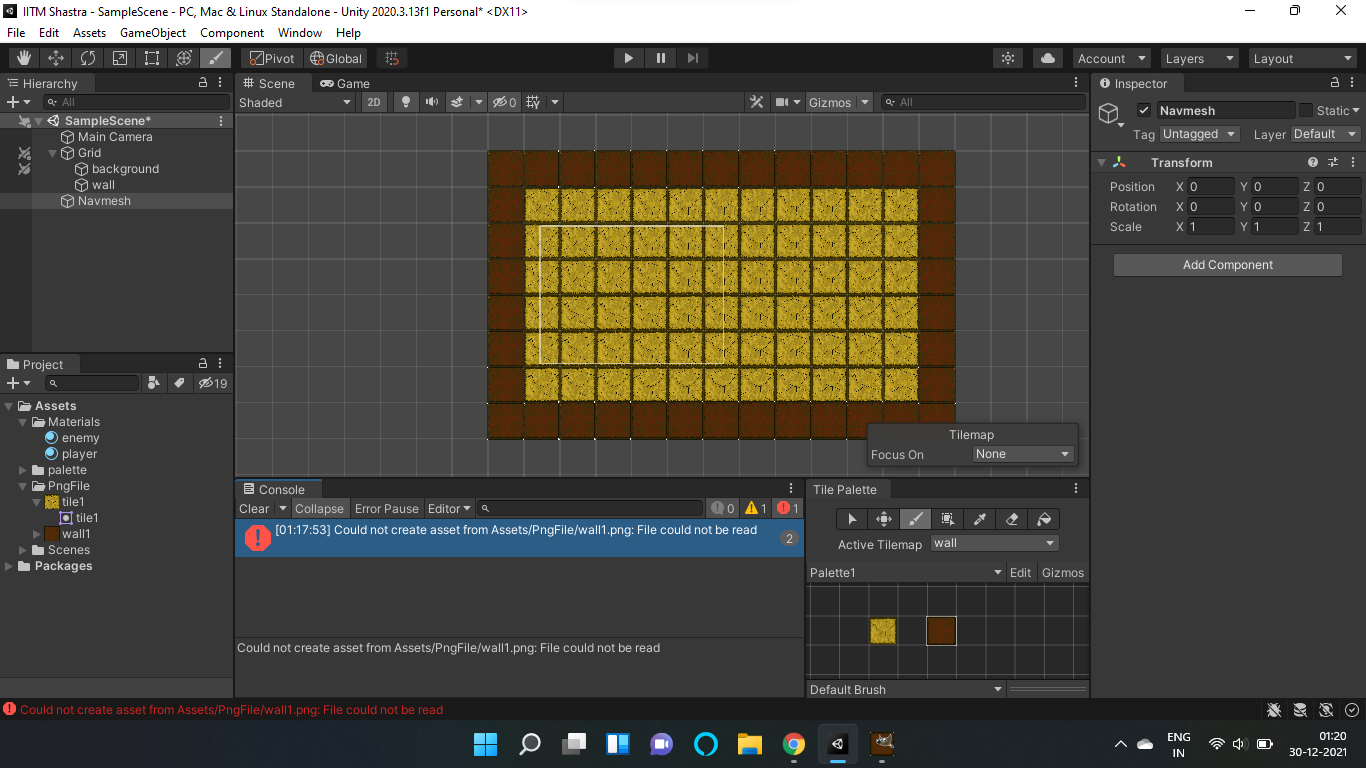 IITM Shastra - SampleScene - PC, Mac & Linux Standalone - Unity 2020.3.13f1 Personal* <DX11>
File Edit Assets GameObject Component Window Help
Pivot Global Account Layers Layout
Hierarchy
All
SampleScene*
Main Camera
Grid
background
wall
Navmesh
Scene Game
Shaded 2D 0 Gizmos All
Tilemap
Focus On None
Inspector
Navmesh Static
Tag Untagged Layer Default
Transform
Position X 0 Y 0 Z 0
Rotation X 0 Y 0 Z 0
Scale X 1 Y 1 Z 1
Add Component
Project
19
Assets
Materials
enemy
player
palette
PngFile
tile1
tile1
wall1
Scenes
Packages
Console
Clear Collapse Error Pause Editor 0 1 1
[01:17:53] Could not create asset from Assets/PngFile/wall1.png: File could not be read
2
Could not create asset from Assets/PngFile/wall1.png: File could not be read
Tile Palette
Active Tilemap wall
Palette1 Edit Gizmos
Default Brush
Could not create asset from Assets/PngFile/wall1.png: File could not be read
ENG
IN
01:20
30-12-2021